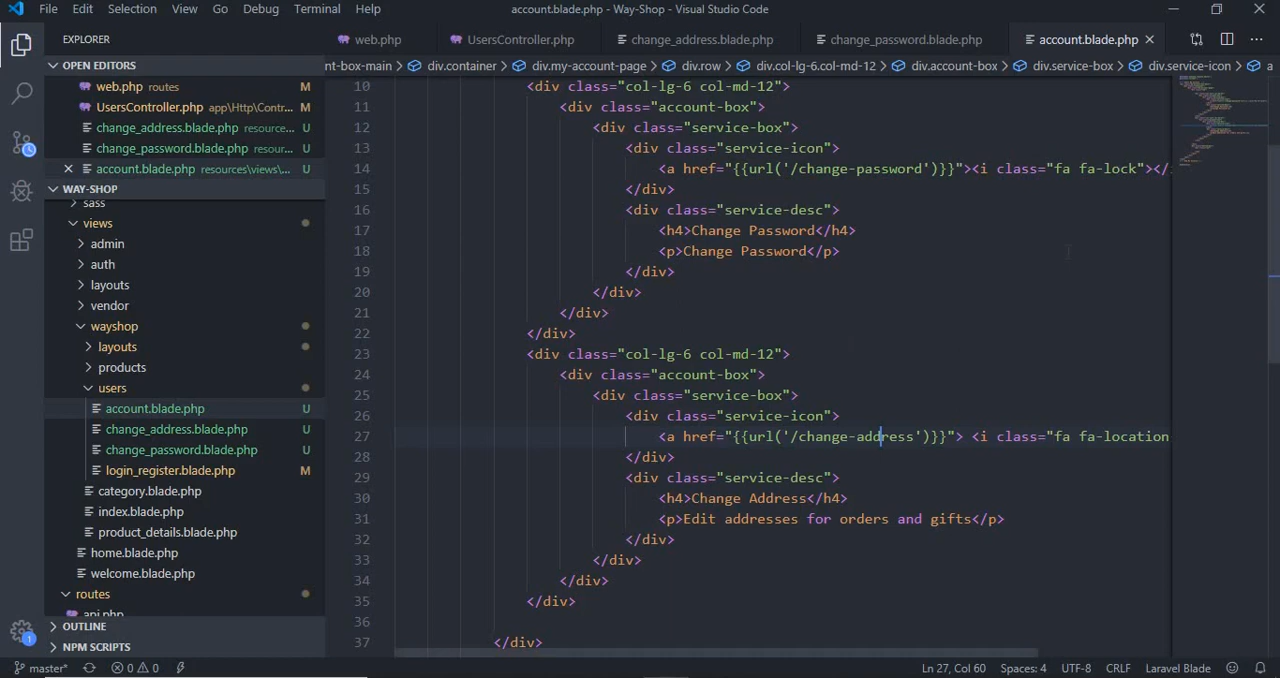 File Edit Selection View Go Debug Terminal Help account.blade.php - Way-Shop - Visual Studio Code
EXPLORER
OPEN EDITORS
web.php routes M
UsersController.php app\Http\Contr... M
change_address.blade.php resource... U
change_password.blade.php resour... U
account.blade.php resources\views\... U
WAY-SHOP
sass
views
admin
auth
layouts
vendor
wayshop
layouts
products
users
account.blade.php U
change_address.blade.php U
change_password.blade.php U
login_register.blade.php M
category.blade.php
index.blade.php
product_details.blade.php
home.blade.php
welcome.blade.php
routes
api.php
OUTLINE
NPM SCRIPTS
web.php UsersController.php change_address.blade.php change_password.blade.php account.blade.php
nt-box-main > div.container > div.my-account-page > div.row > div.col-lg-6.col-md-12 > div.account-box > div.service-box > div.service-icon > a
10 <div class="col-lg-6 col-md-12">
11 <div class="account-box">
12 <div class="service-box">
13 <div class="service-icon">
14 <a href="{{url('/change-password')}}"><i class="fa fa-lock"></i
15 </div>
16 <div class="service-desc">
17 <h4>Change Password</h4>
18 <p>Change Password</p>
19 </div>
20 </div>
21 </div>
22 </div>
23 <div class="col-lg-6 col-md-12">
24 <div class="account-box">
25 <div class="service-box">
26 <div class="service-icon">
27 <a href="{{url('/change-address')}}"> <i class="fa fa-location
28 </div>
29 <div class="service-desc">
30 <h4>Change Address</h4>
31 <p>Edit addresses for orders and gifts</p>
32 </div>
33 </div>
34 </div>
35 </div>
36
37 </div>
1
master* 0 0 Ln 27, Col 60 Spaces: 4 UTF-8 CRLF Laravel Blade